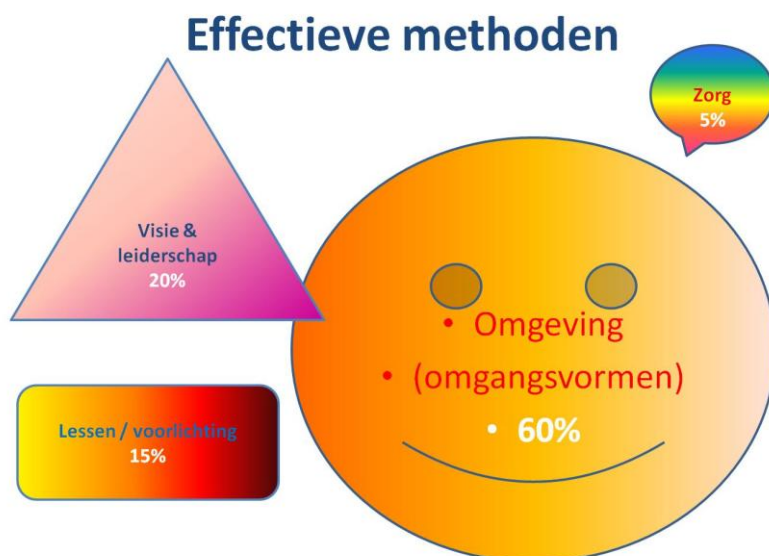 Effectieve methoden
Zorg
5%
Visie &
leiderschap
20%
• Omgeving
• (omgangsvormen)
• 60%
Lessen / voorlichting
15%